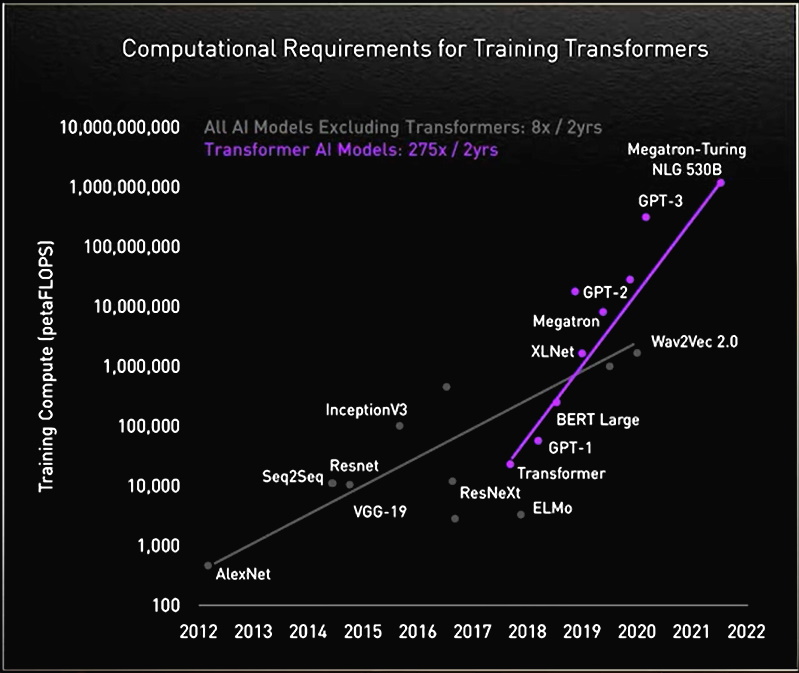 Computational Requirements for Training Transformers
All AI Models Excluding Transformers: 8x / 2yrs
Transformer AI Models: 275x / 2yrs
Training Compute (petaFLOPS)
10,000,000,000
1,000,000,000
100,000,000
10,000,000
1,000,000
100,000
10,000
1,000
100
Megatron-Turing
NLG 530B
GPT-3
GPT-2
Megatron
XLNet
Wav2Vec 2.0
InceptionV3
BERT Large
GPT-1
Seq2Seq
Resnet
Transformer
ResNeXt
VGG-19
ELMo
AlexNet
2012 2013 2014 2015 2016 2017 2018 2019 2020 2021 2022